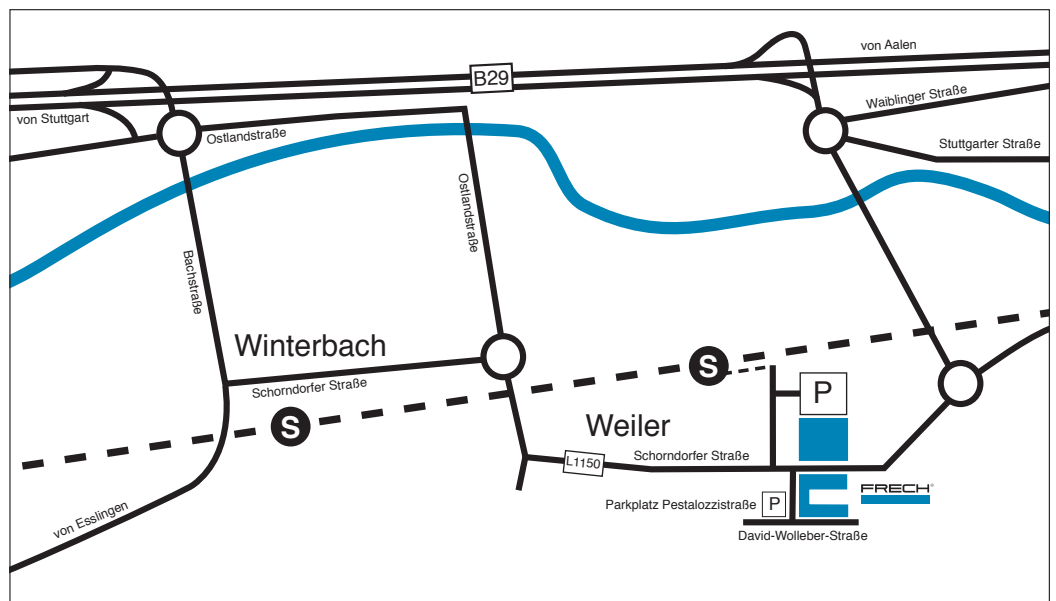 von Aalen
B29
Waiblinger Straße
von Stuttgart
Ostlandstraße
Stuttgarter Straße
Ostlandstraße
Bachstraße
Winterbach
Schorndorfer Straße
S
S
P
Weiler
Schorndorfer Straße
L1150
FRECH®
Parkplatz Pestalozzistraße
P
von Esslingen
David-Wolleber-Straße